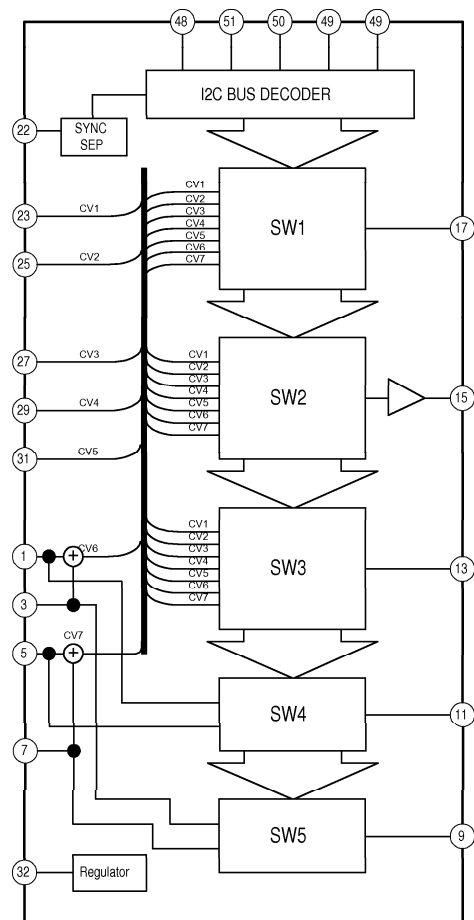 48 51 50 49 49
I2C BUS DECODER
22
SYNC
SEP
23 CV1
25 CV2
CV1
CV2
CV3
CV4
CV5
CV6
CV7
SW1
17
27 CV3
29 CV4
31 CV5
CV1
CV2
CV3
CV4
CV5
CV6
CV7
SW2
15
CV1
CV2
CV3
CV4
CV5
CV6
CV7
SW3
13
1 + CV6
3
CV7
5 +
7
SW4
11
SW5
9
32
Regulator